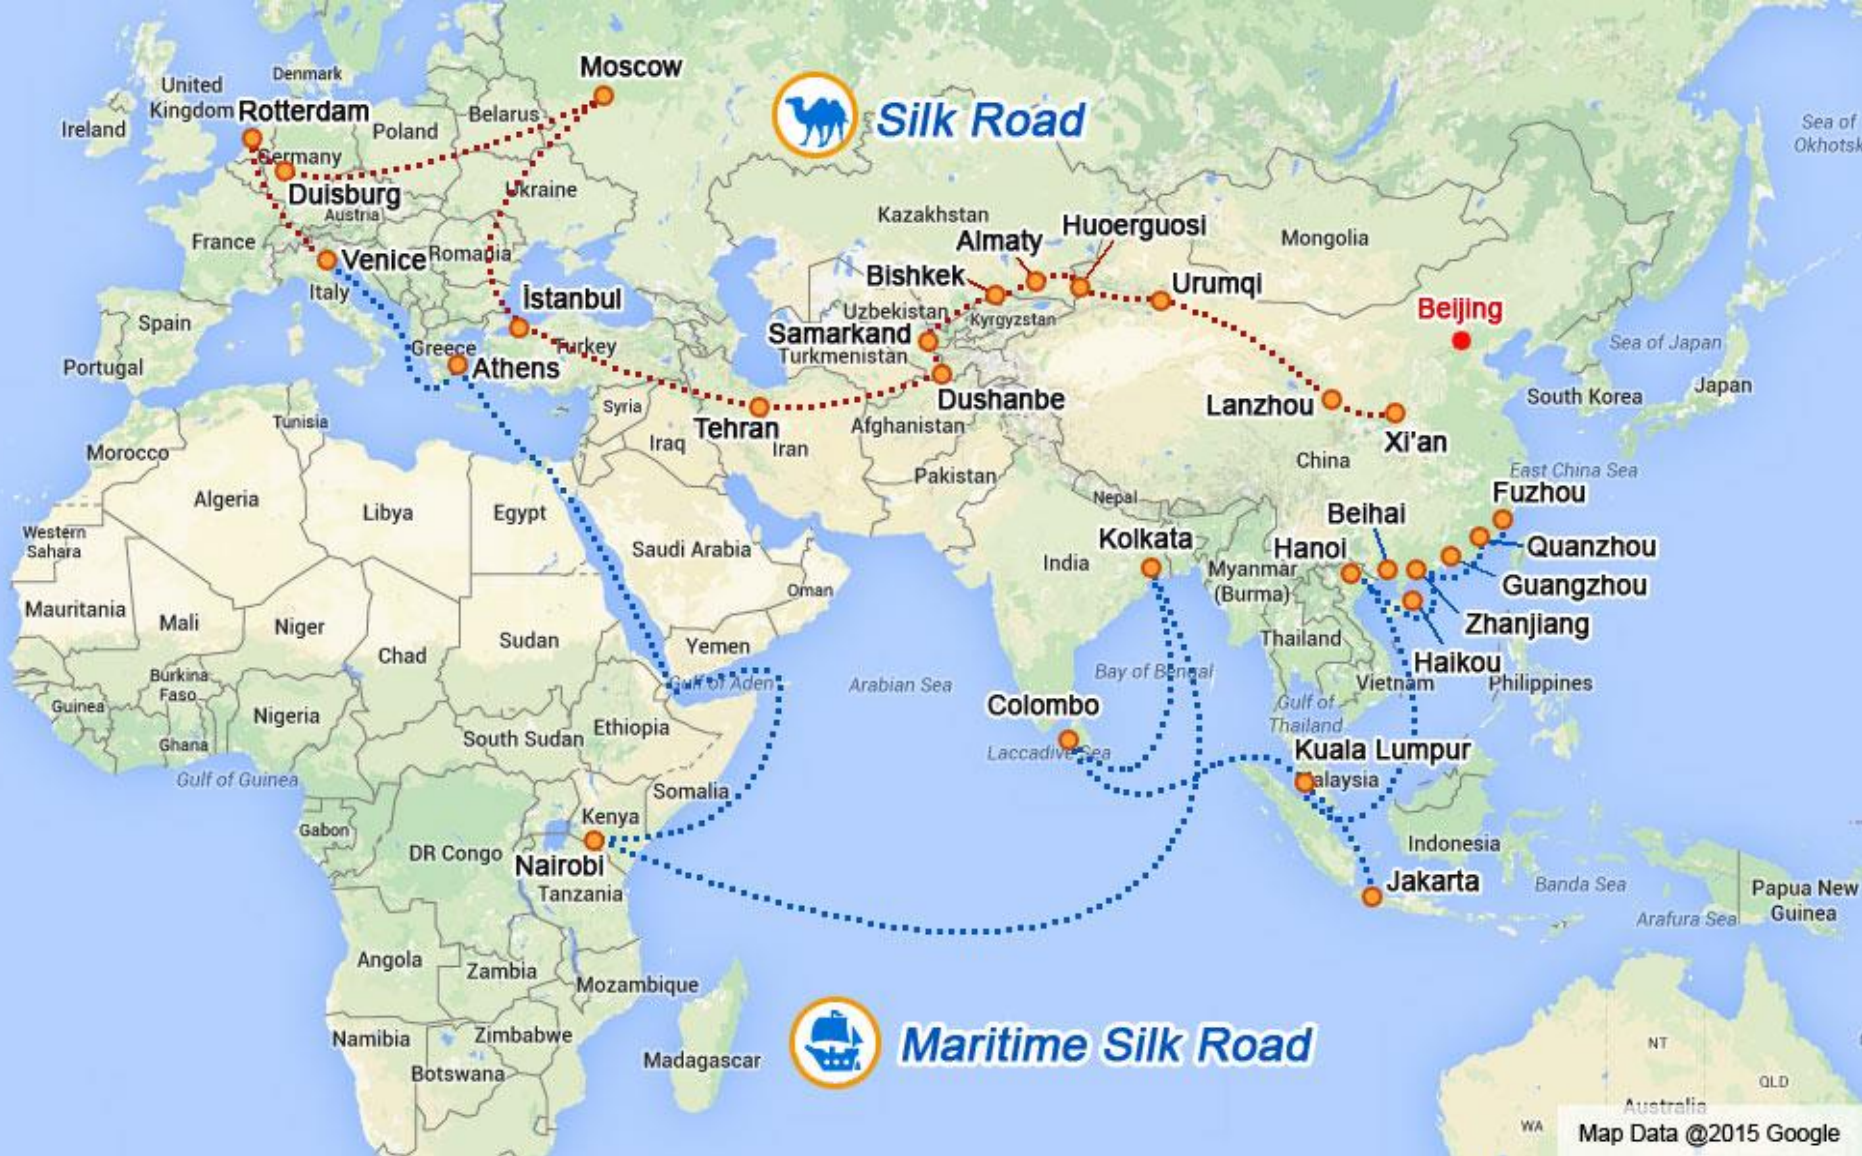 Moscow
Silk Road
Denmark
United
Kingdom
Rotterdam
Ireland
Belarus
Poland
Germany
Duisburg
Ukraine
Austria
France
Venice
Romania
Italy
Spain
Portugal
İstanbul
Greece
Athens
Turkey
Kazakhstan
Huoerguosi
Almaty
Bishkek
Urumqi
Mongolia
Uzbekistan
Kyrgyzstan
Samarkand
Turkmenistan
Dushanbe
Beijing
Sea of
Okhotsk
Sea of Japan
South Korea
Japan
Lanzhou
Xi'an
China
Tehran
Iran
Afghanistan
Pakistan
Syria
Iraq
Tunisia
Morocco
Algeria
Libya
Egypt
Western
Sahara
Saudi Arabia
Oman
Yemen
Nepal
East China Sea
Fuzhou
Beihai
Quanzhou
Hanoi
Guangzhou
Zhanjiang
Haikou
Kolkata
India
Myanmar
(Burma)
Thailand
Vietnam
Philippines
Mauritania
Mali
Niger
Chad
Sudan
Burkina
Faso
Guinea
Ghana
Nigeria
South Sudan
Ethiopia
Gulf of Aden
Arabian Sea
Bay of Bengal
Gulf of
Thailand
Colombo
Laccadive Sea
Kuala Lumpur
Malaysia
Gulf of Guinea
Somalia
Kenya
Gabon
DR Congo
Nairobi
Tanzania
Indonesia
Jakarta
Banda Sea
Arafura Sea
Papua New
Guinea
Angola
Zambia
Mozambique
Namibia
Zimbabwe
Botswana
Madagascar
Maritime Silk Road
NT
QLD
Australia
WA
Map Data @2015 Google